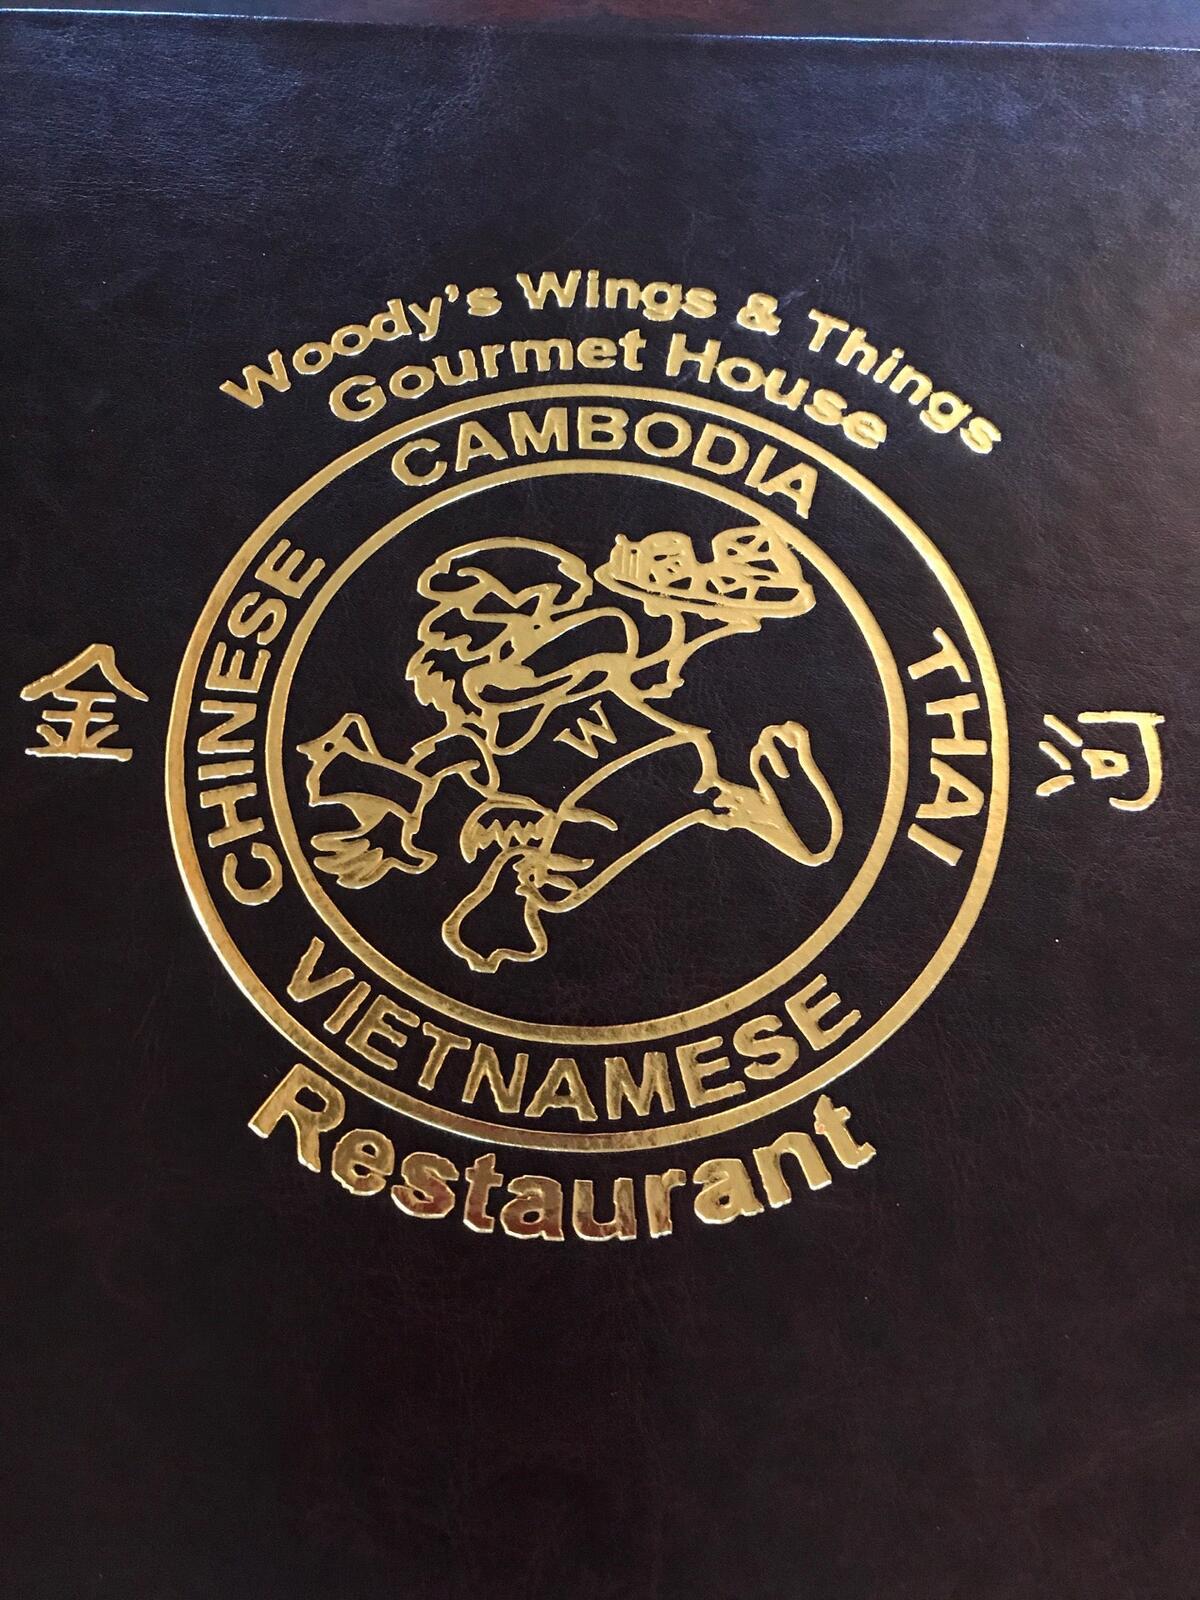 Woody's Wings & Things
Gourmet House
CAMBODIA
CHINESE
THAI
金
河
W
VIETNAMESE
Restaurant